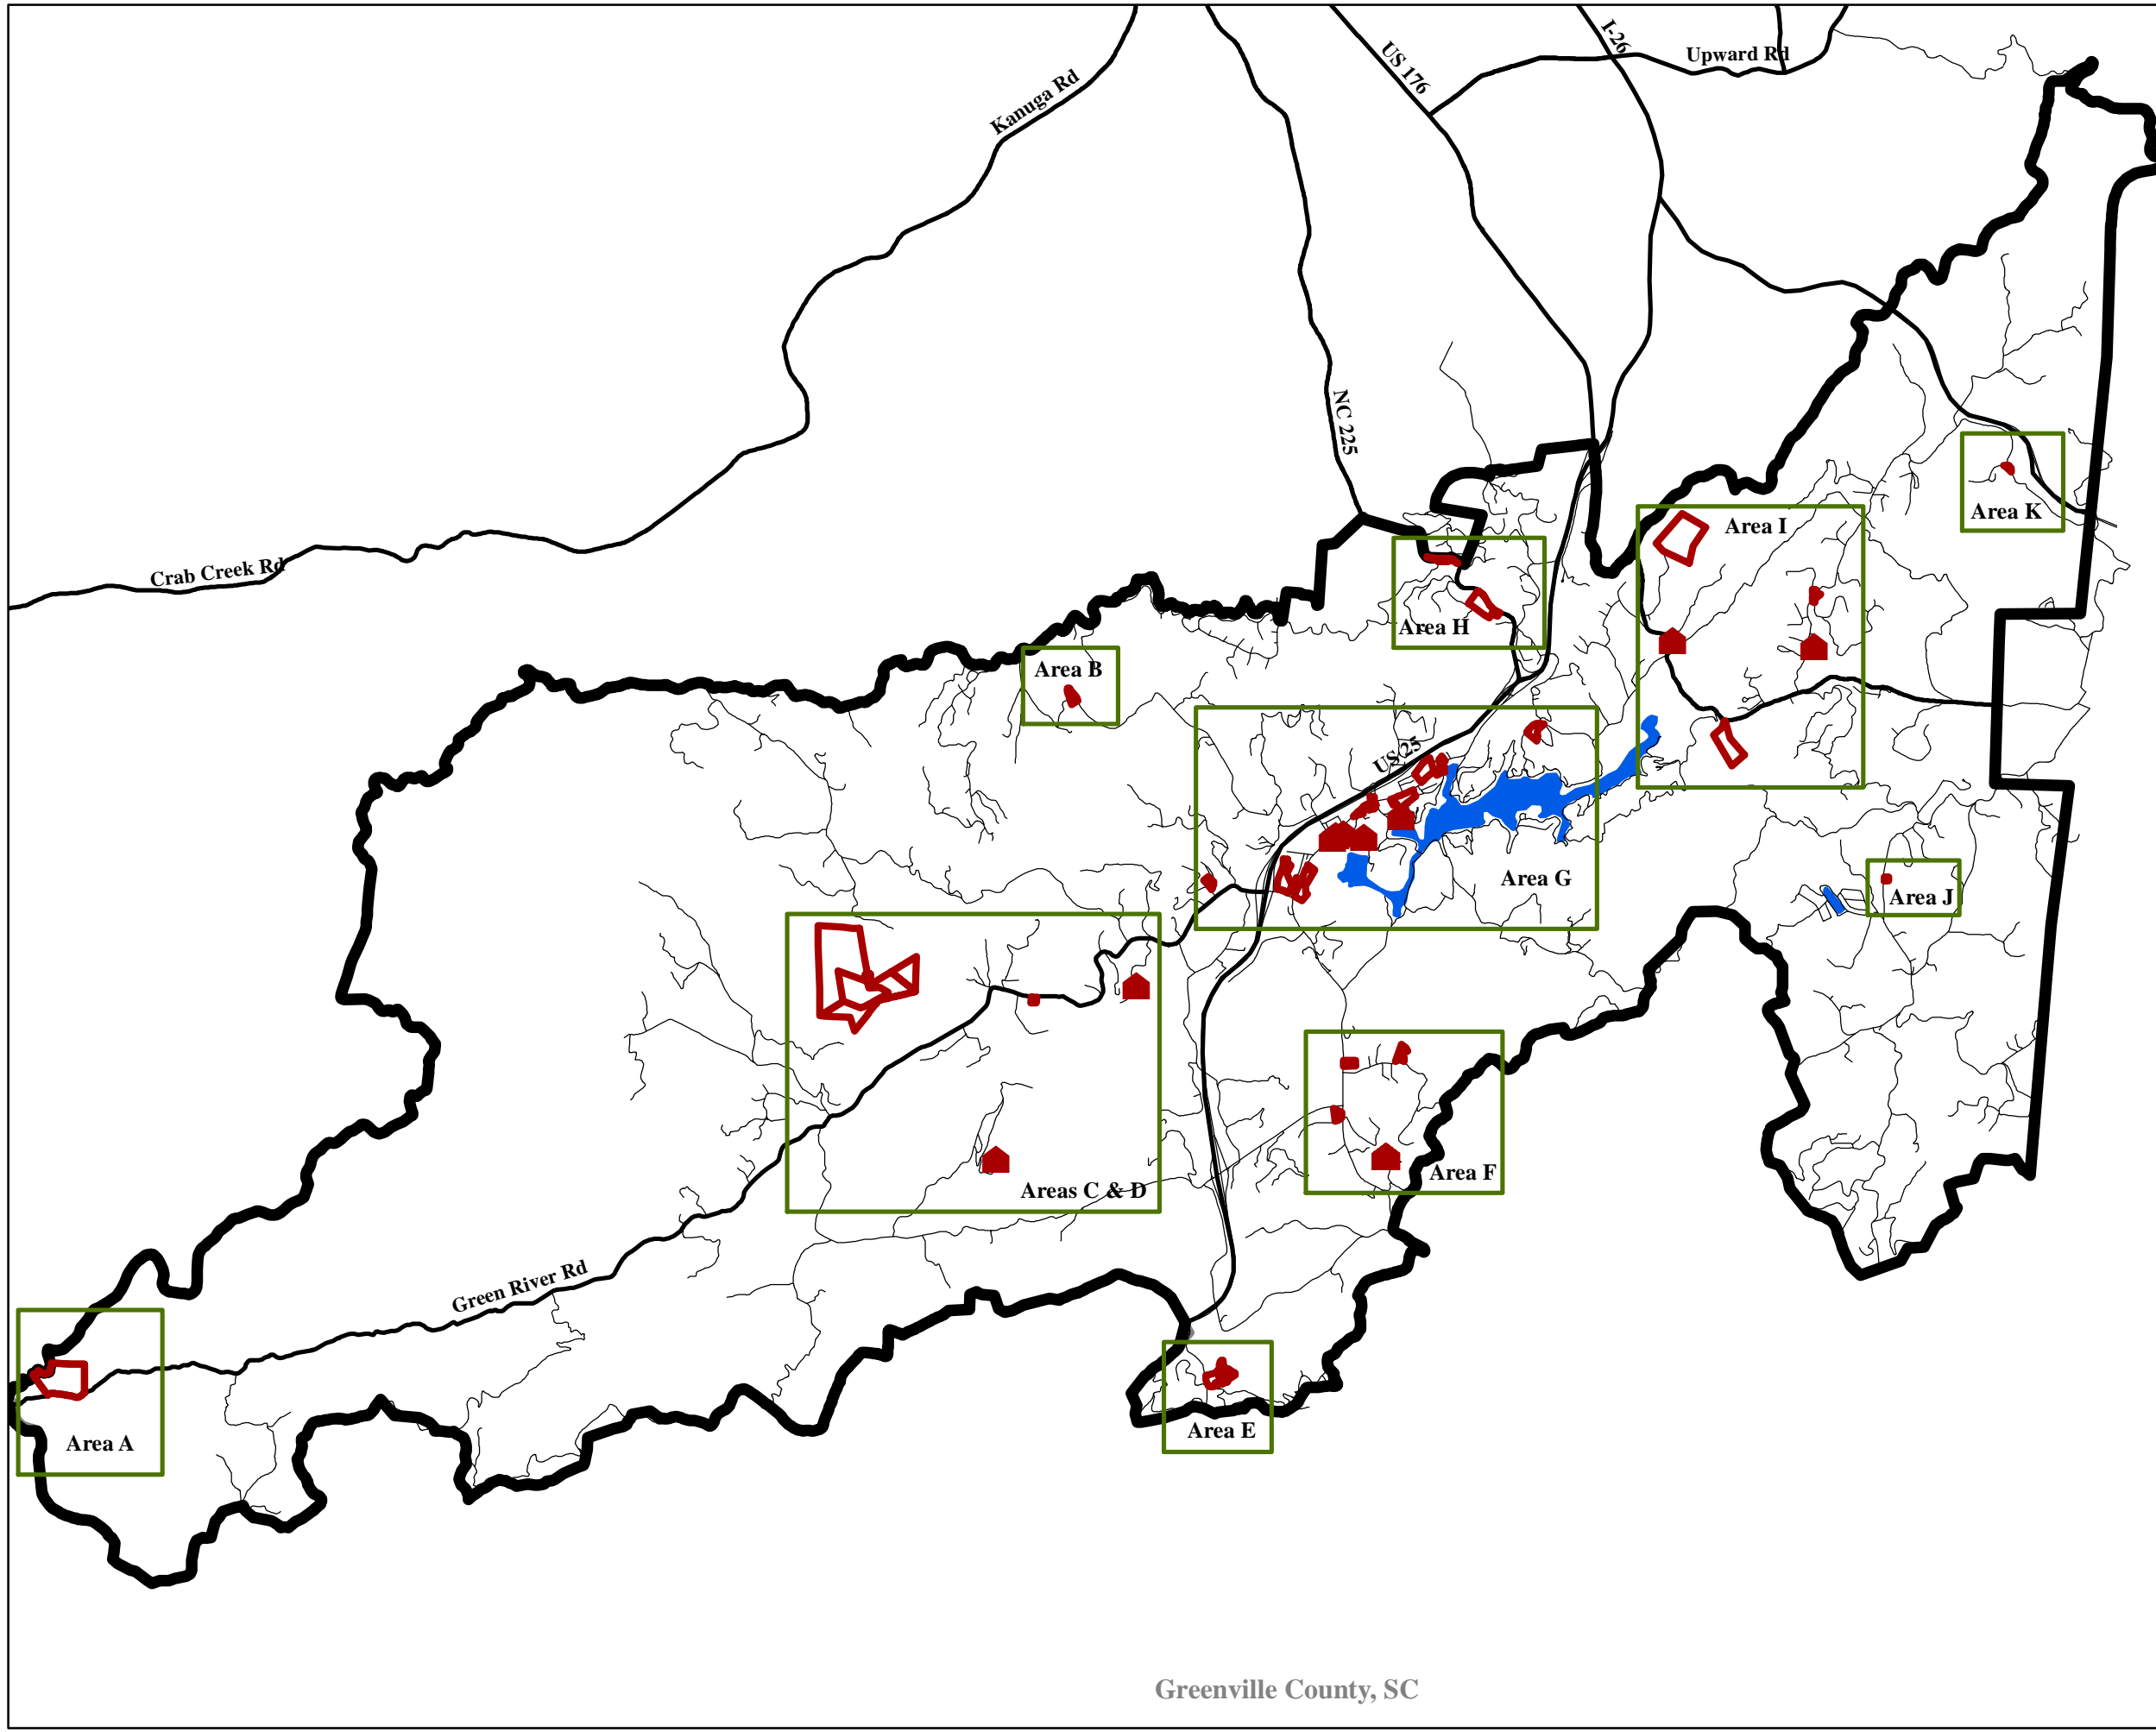 I-26
US 176
Upward Rd
Kanuga Rd
NC 225
Area K
Area I
Crab Creek Rd
Area H
Area B
US 25
Area G
Area J
Area F
Areas C & D
Green River Rd
Area E
Area A
Greenville County, SC